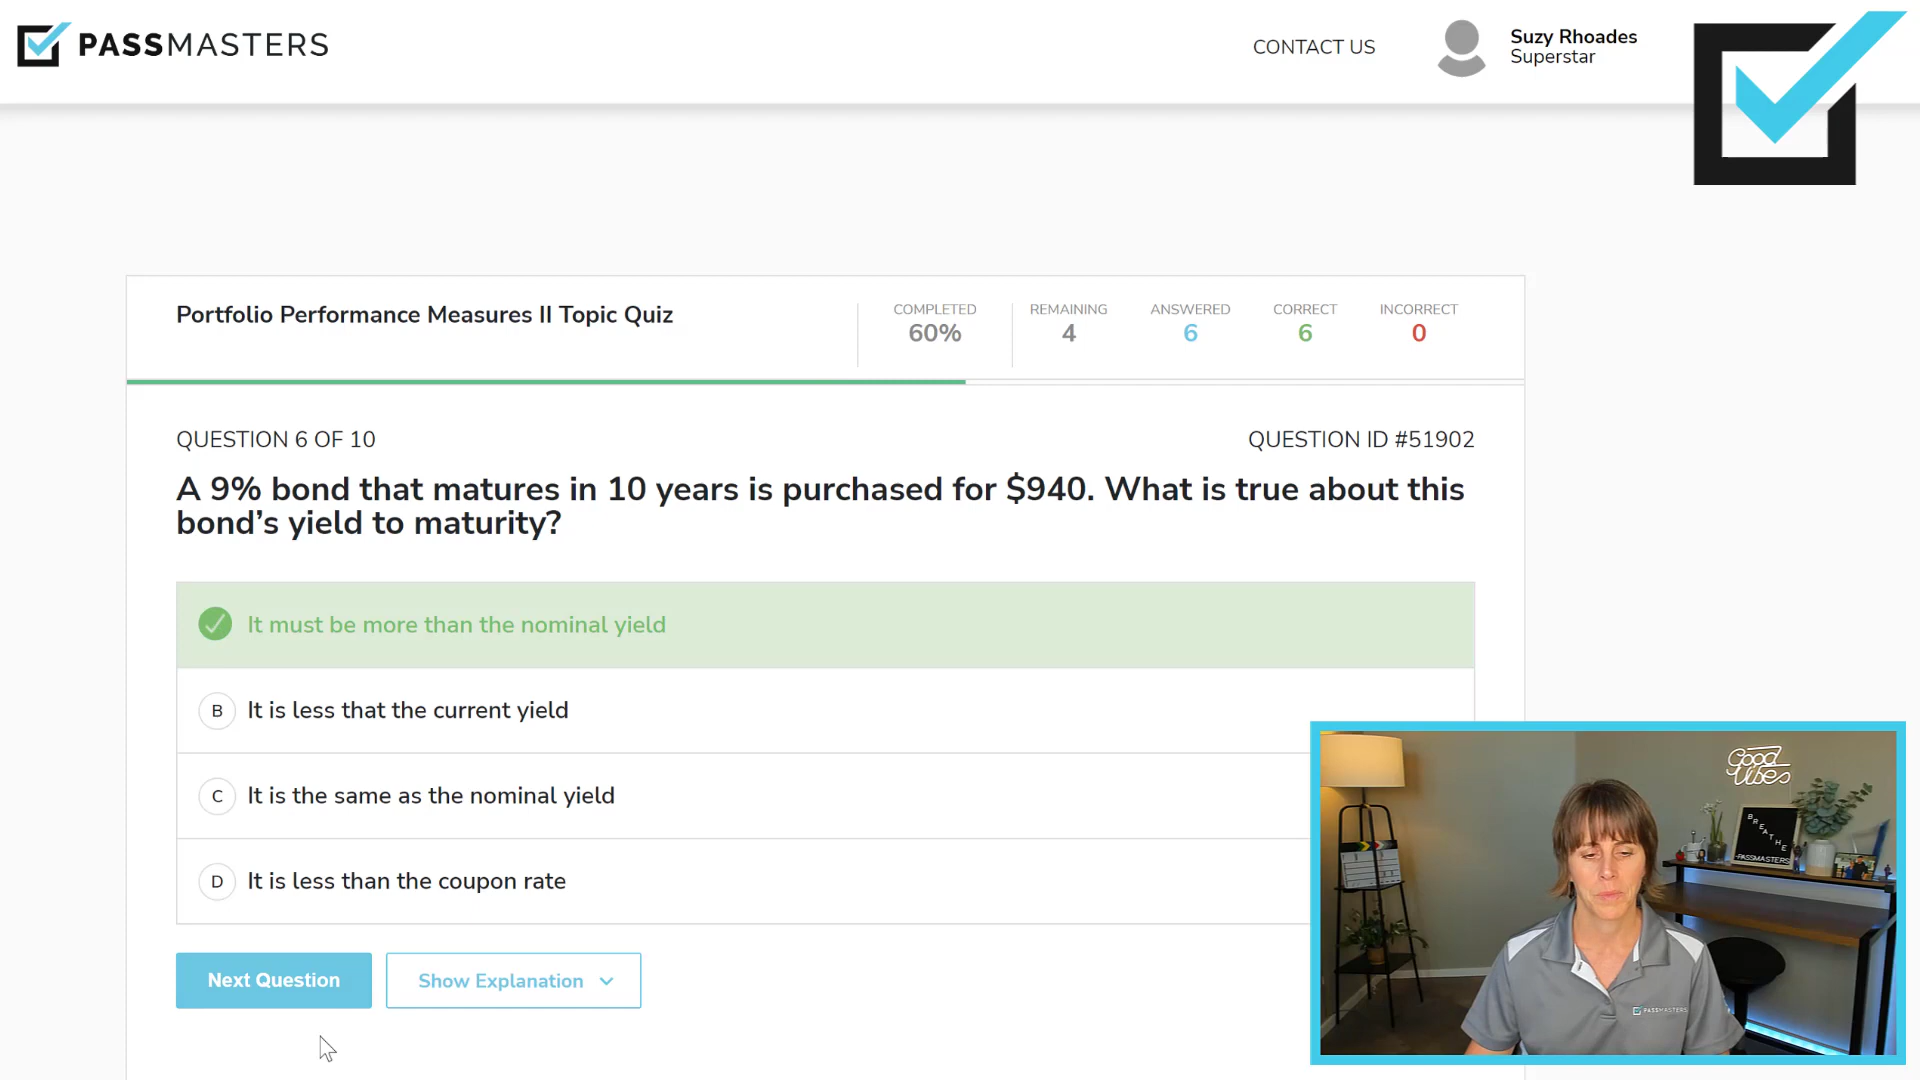 PASSMASTERS
CONTACT US
Suzy Rhoades
Superstar
Portfolio Performance Measures II Topic Quiz
COMPLETED
60%
REMAINING
4
ANSWERED
6
CORRECT
6
INCORRECT
0
QUESTION 6 OF 10
QUESTION ID #51902
A 9% bond that matures in 10 years is purchased for $940. What is true about this
bond’s yield to maturity?
It must be more than the nominal yield
B It is less that the current yield
C It is the same as the nominal yield
D It is less than the coupon rate
Next Question
Show Explanation
Good
Vibes
BREATHE
-PASSMASTERS
PASSMASTERS